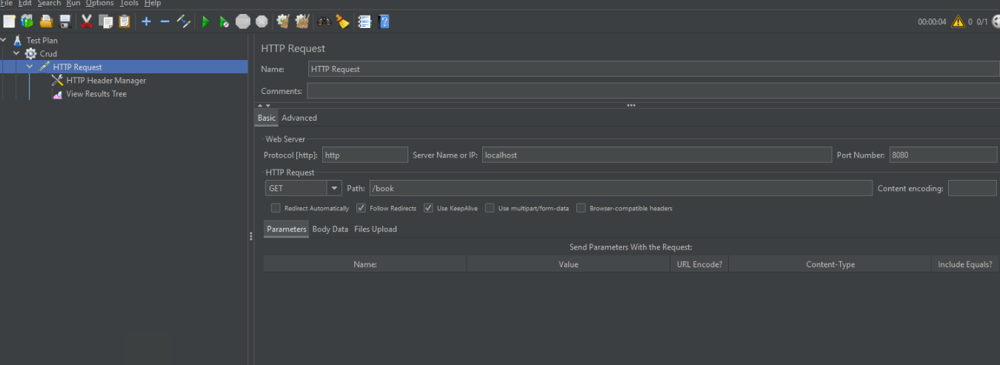 File Edit Search Run Options Tools Help
00:00:04 0 0/1
Test Plan
Crud
HTTP Request
HTTP Header Manager
View Results Tree
HTTP Request
Name: HTTP Request
Comments:
Basic Advanced
Web Server
Protocol [http]: http Server Name or IP: localhost Port Number: 8080
HTTP Request
GET Path: /book Content encoding:
Redirect Automatically Follow Redirects Use KeepAlive Use multipart/form-data Browser-compatible headers
Parameters Body Data Files Upload
Send Parameters With the Request:
Name: Value URL Encode? Content-Type Include Equals?